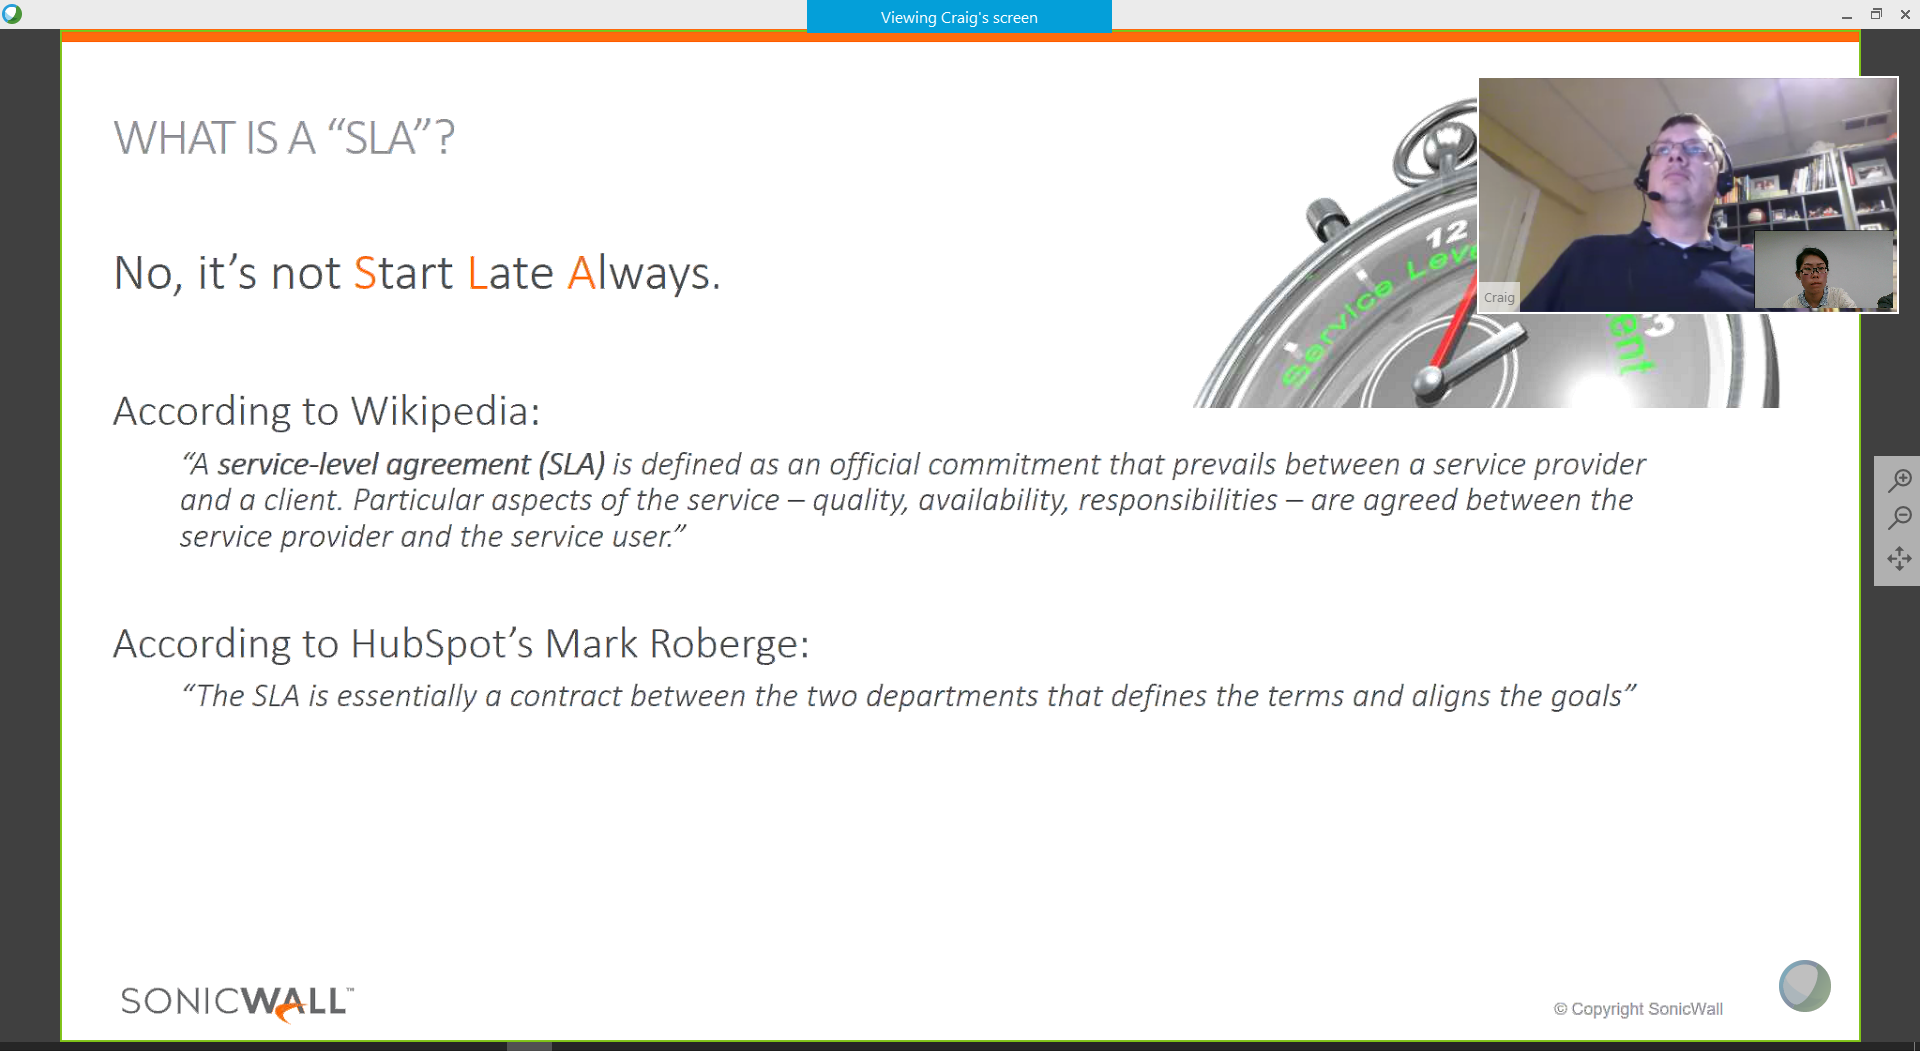 Viewing Craig's screen
WHAT IS A “SLA”?
No, it’s not Start Late Always.
12
Service Leve
ent
3
Craig
According to Wikipedia:
“A service-level agreement (SLA) is defined as an official commitment that prevails between a service provider
and a client. Particular aspects of the service – quality, availability, responsibilities – are agreed between the
service provider and the service user.”
According to HubSpot’s Mark Roberge:
“The SLA is essentially a contract between the two departments that defines the terms and aligns the goals”
SONICWALL™
© Copyright SonicWall